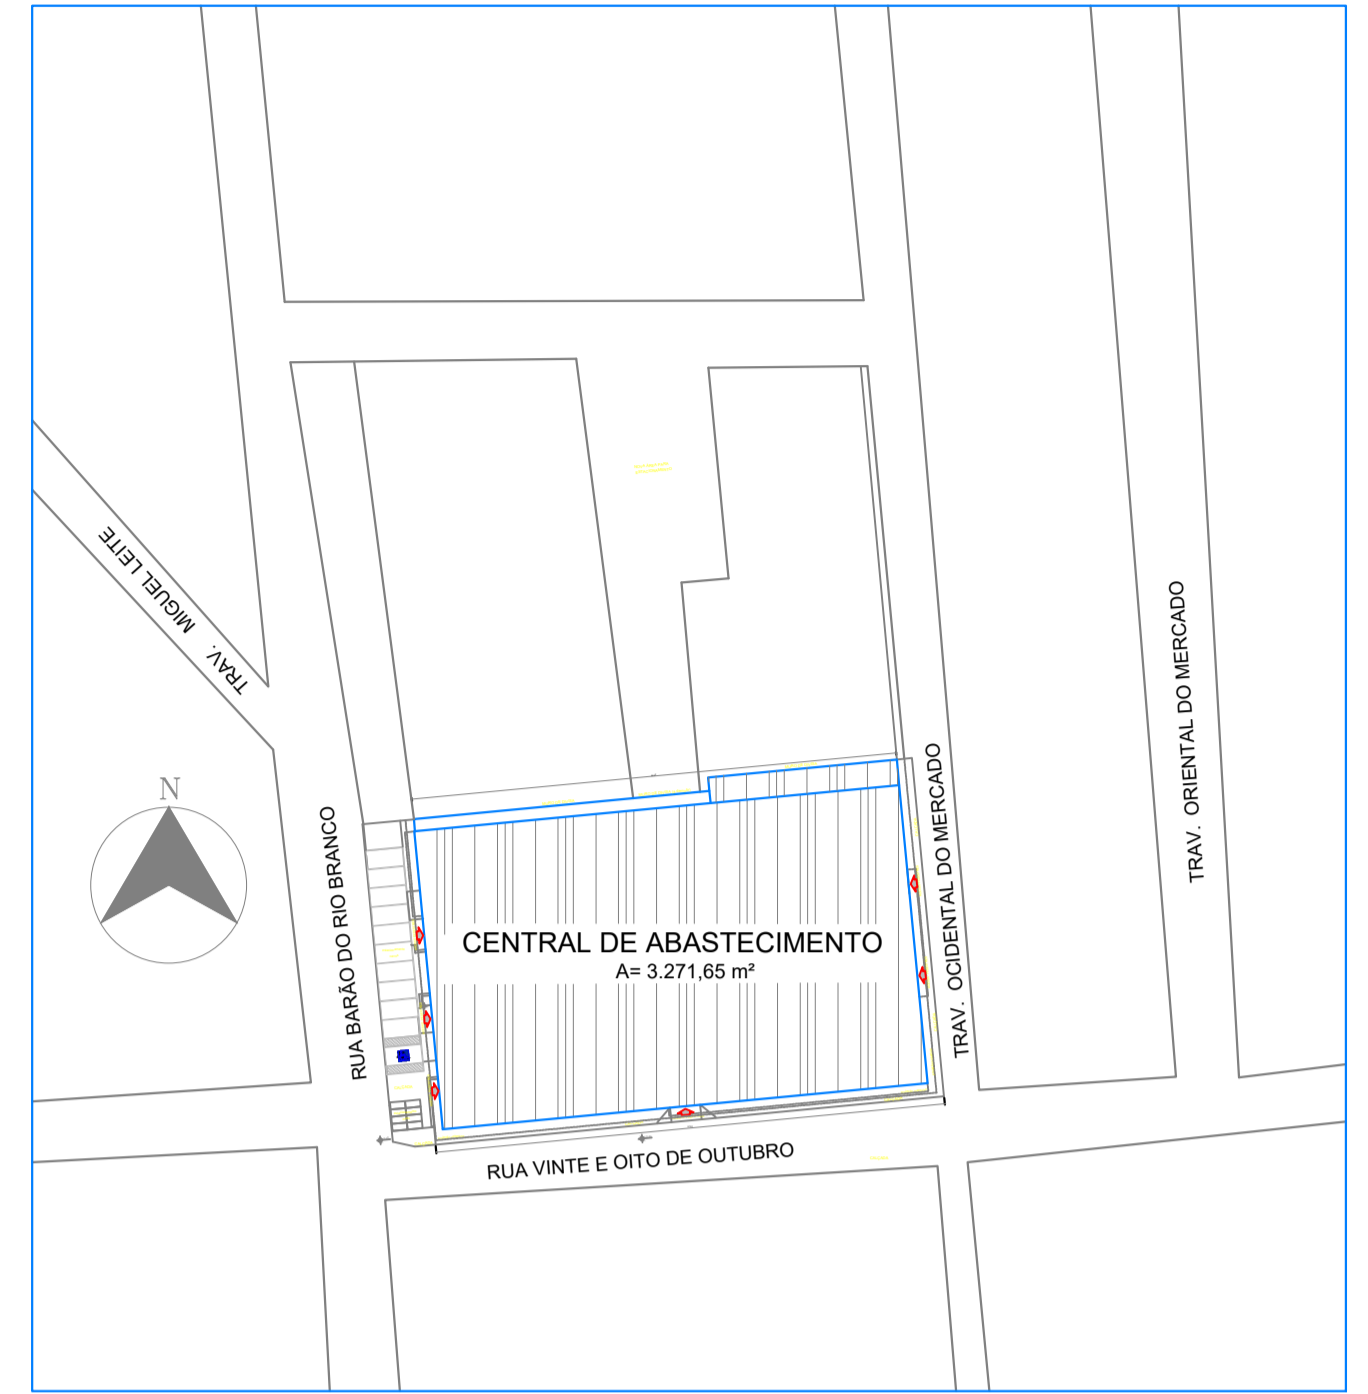 TRAV. MIGUEL LEITE
TRAV. ORIENTAL DO MERCADO
N
RUA BARÃO DO RIO BRANCO
TRAV. OCIDENTAL DO MERCADO
CENTRAL DE ABASTECIMENTO
A= 3.271,65 m²
RUA VINTE E OITO DE OUTUBRO